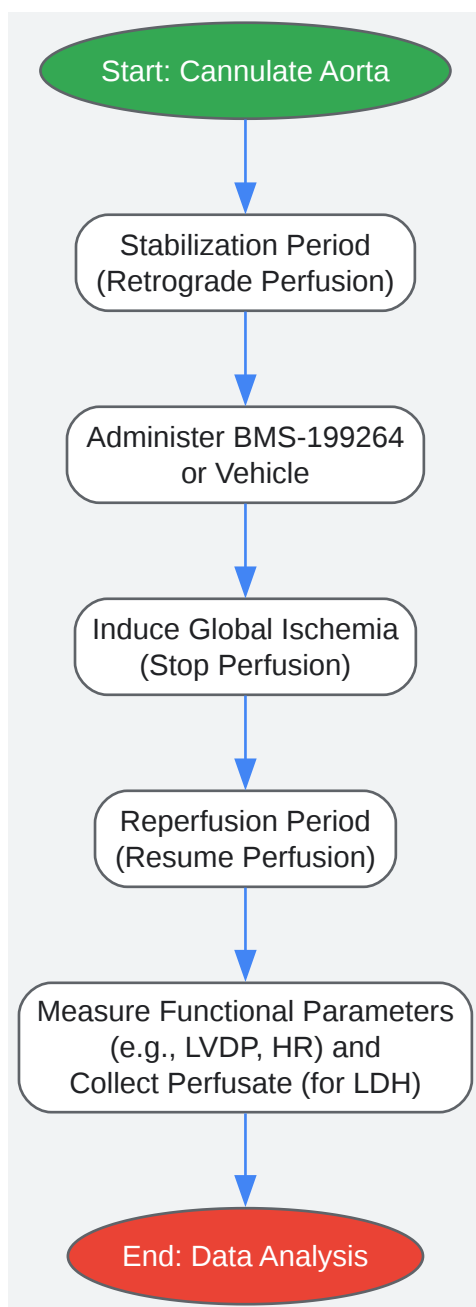 Start: Cannulate Aorta
Stabilization Period
(Retrograde Perfusion)
Administer BMS-199264
or Vehicle
Induce Global Ischemia
(Stop Perfusion)
Reperfusion Period
(Resume Perfusion)
Measure Functional Parameters
(e.g., LVDP, HR) and
Collect Perfusate (for LDH)
End: Data Analysis